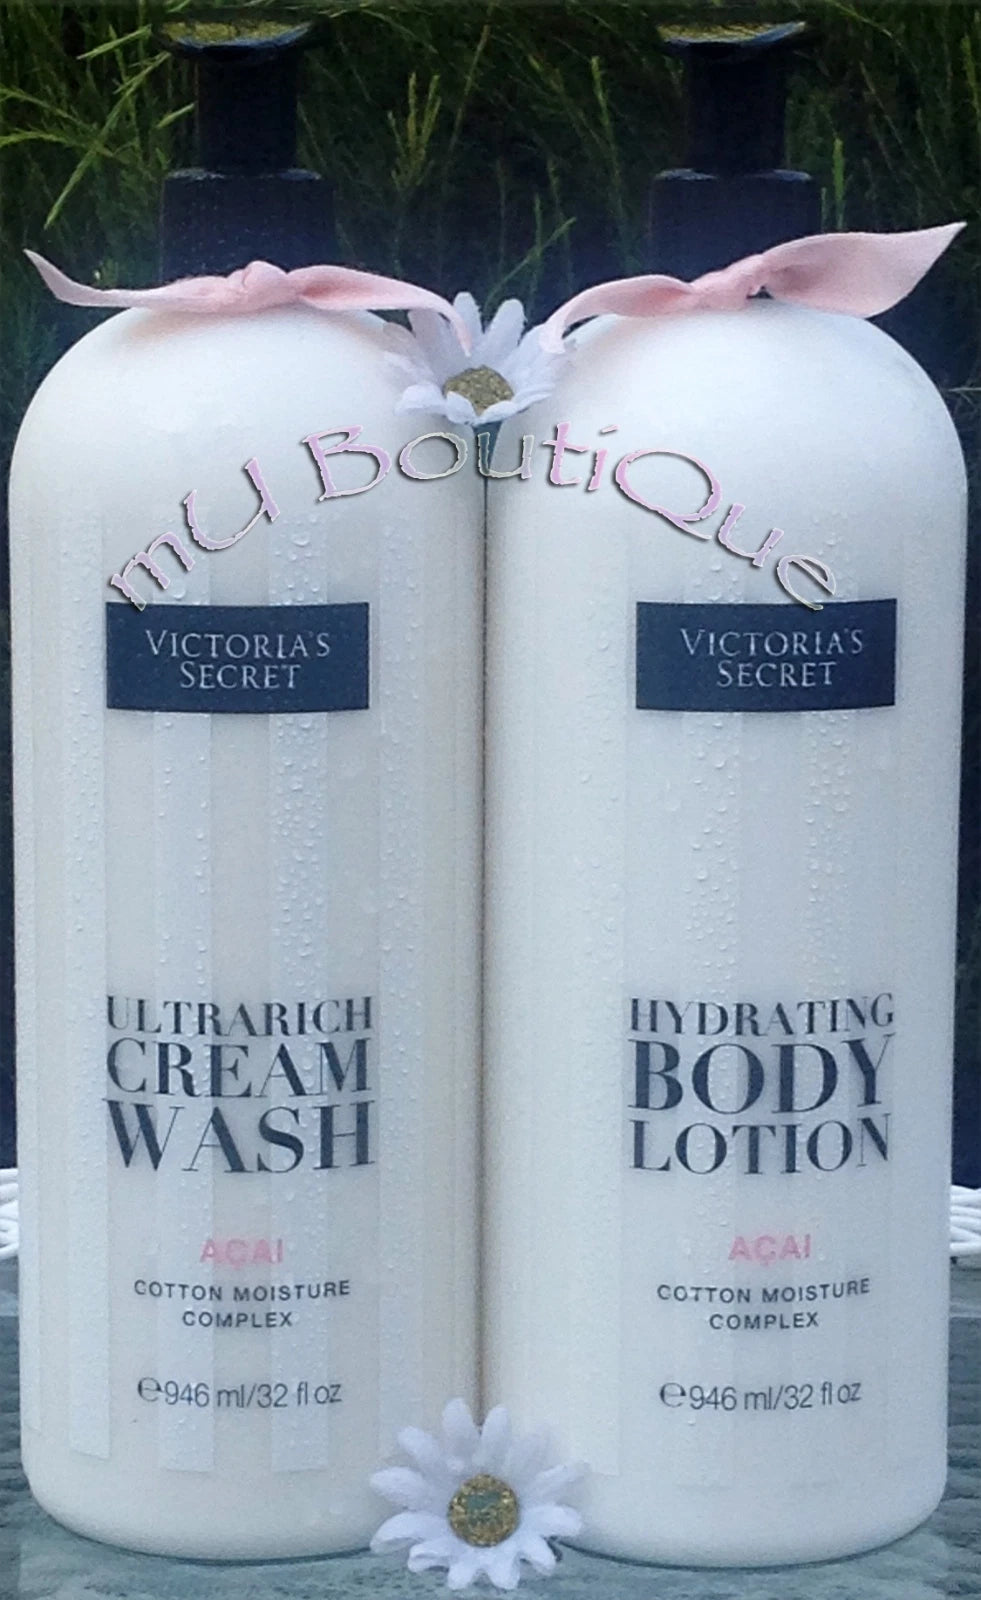 mU BoutiQue
VICTORIA'S
SECRET
ULTRARICH
CREAM
WASH
AÇAI
COTTON MOISTURE
COMPLEX
℮946 ml/32 fl oz
VICTORIA'S
SECRET
HYDRATING
BODY
LOTION
AÇAI
COTTON MOISTURE
COMPLEX
℮946 ml/32 fl oz